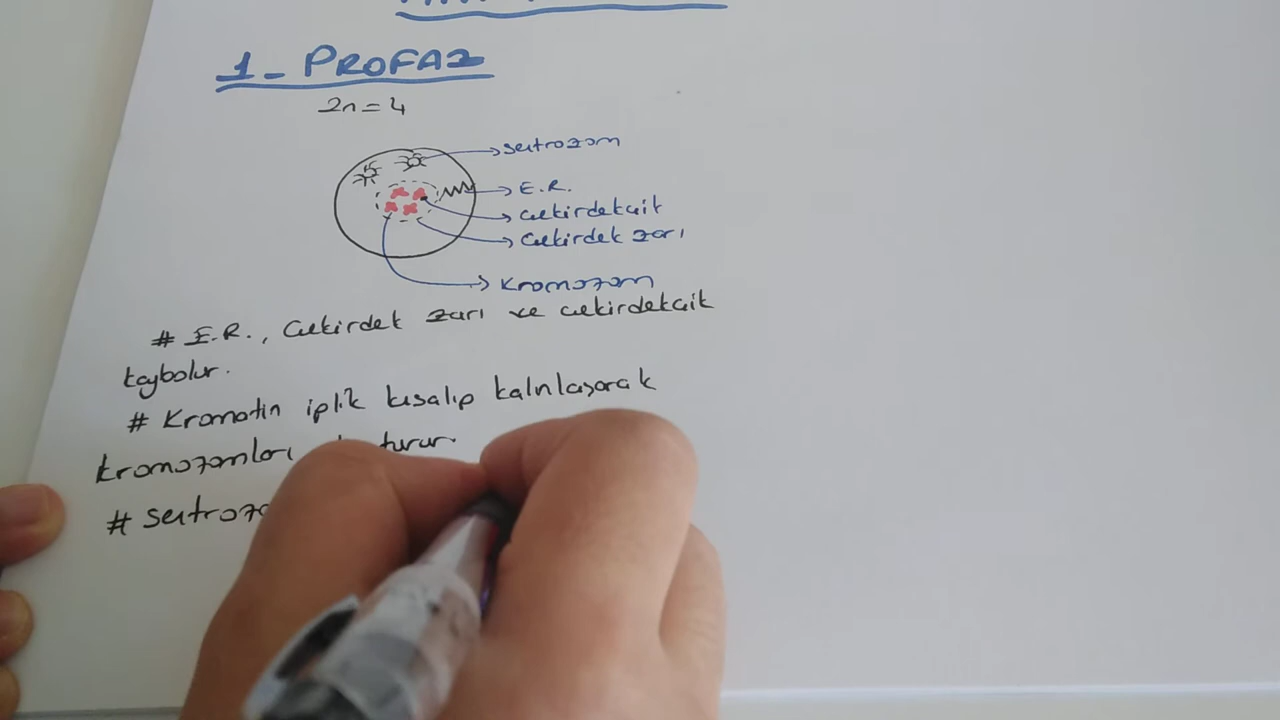 1- PROFAZ
2n=4
sentrozom
E.R.
Çekirdekçik
Çekirdek zarı
Kromozom
# E.R., Çekirdek zarı ve çekirdekçik
kaybolur.
# Kromatin iplik kısalıp kalınlaşarak
kromozomları
#